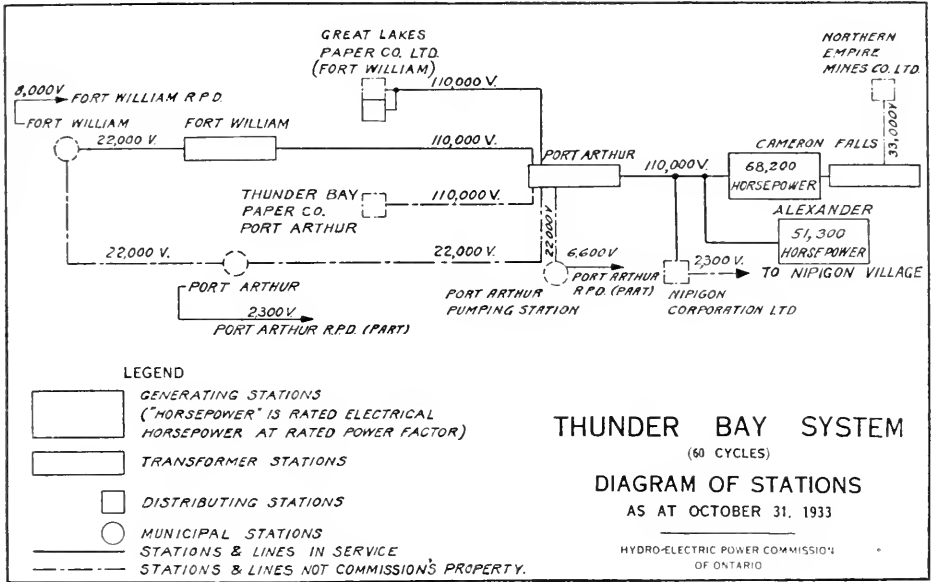 GREAT LAKES
PAPER CO. LTD.
(FORT WILLIAM)
NORTHERN
EMPIRE
MINES CO. LTD.
8,000V
FORT WILLIAM R.P.D.
110,000 V.
FORT WILLIAM
FORT WILLIAM
22,000 V.
110,000 V.
33,000V
CAMERON FALLS
PORT ARTHUR
110,000V.
68,200
HORSEPOWER
THUNDER BAY
PAPER CO.
PORT ARTHUR
110,000V.
ALEXANDER
51,300
HORSEPOWER
22,000 V.
22,000 V.
22,000V
6,600V
PORT ARTHUR
R.P.D. (PART)
2,300V.
TO NIPIGON VILLAGE
PORT ARTHUR
2,300V.
PORT ARTHUR R.P.D. (PART)
PORT ARTHUR
PUMPING STATION
NIPIGON
CORPORATION LTD
LEGEND
GENERATING STATIONS
("HORSEPOWER" IS RATED ELECTRICAL
HORSEPOWER AT RATED POWER FACTOR)
TRANSFORMER STATIONS
DISTRIBUTING STATIONS
MUNICIPAL STATIONS
STATIONS & LINES IN SERVICE
STATIONS & LINES NOT COMMISSION'S PROPERTY.
THUNDER BAY SYSTEM
(60 CYCLES)
DIAGRAM OF STATIONS
AS AT OCTOBER 31, 1933
HYDRO-ELECTRIC POWER COMMISSION
OF ONTARIO